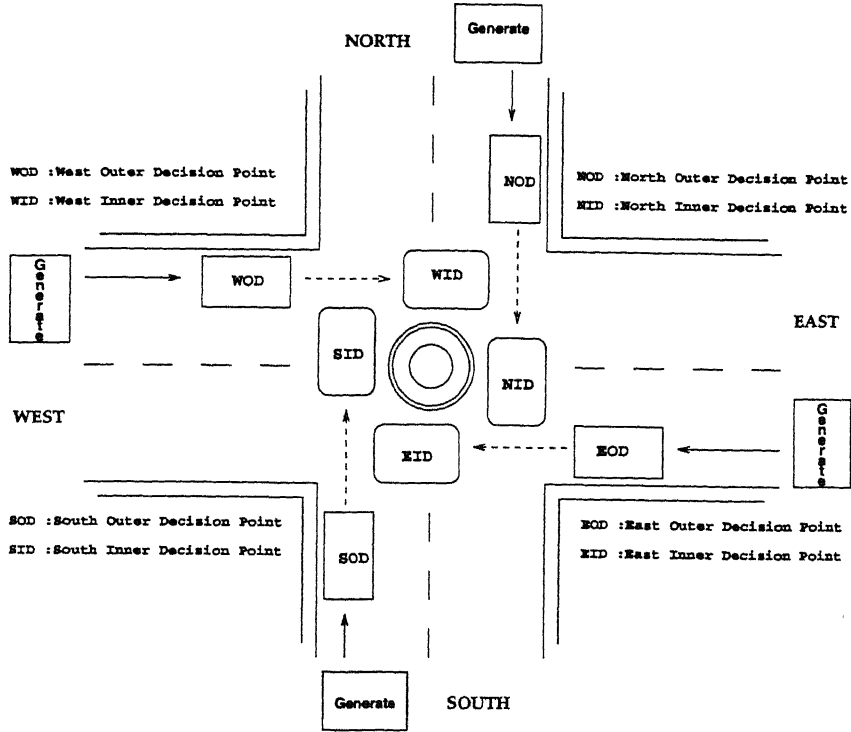 Generate
NORTH
NOD
WOD :West Outer Decision Point
WID :West Inner Decision Point
NOD :North Outer Decision Point
NID :North Inner Decision Point
Generate
WOD
WID
EAST
SID
NID
WEST
Generate
EID
EOD
SOD :South Outer Decision Point
SID :South Inner Decision Point
SOD
EOD :East Outer Decision Point
EID :East Inner Decision Point
Generate
SOUTH